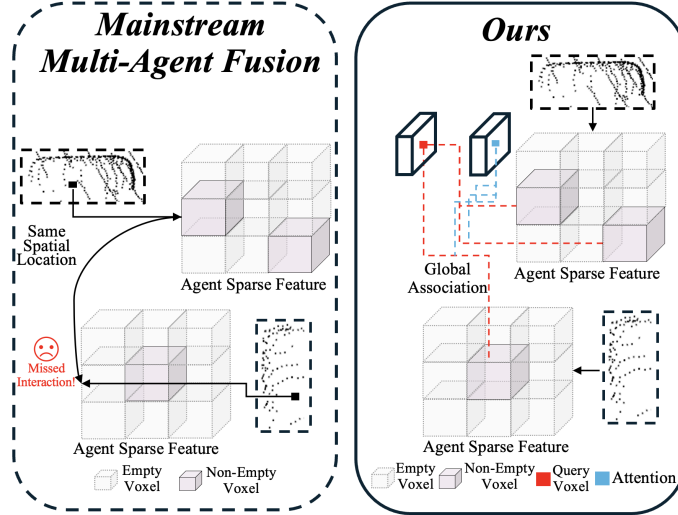 Mainstream
Multi-Agent Fusion
Same
Spatial
Location
Agent Sparse Feature
Missed
Interaction!
Agent Sparse Feature
Empty
Voxel
Non-Empty
Voxel
Ours
Global
Association
Agent Sparse Feature
Agent Sparse Feature
Empty
Voxel
Non-Empty
Voxel
Query
Voxel
Attention